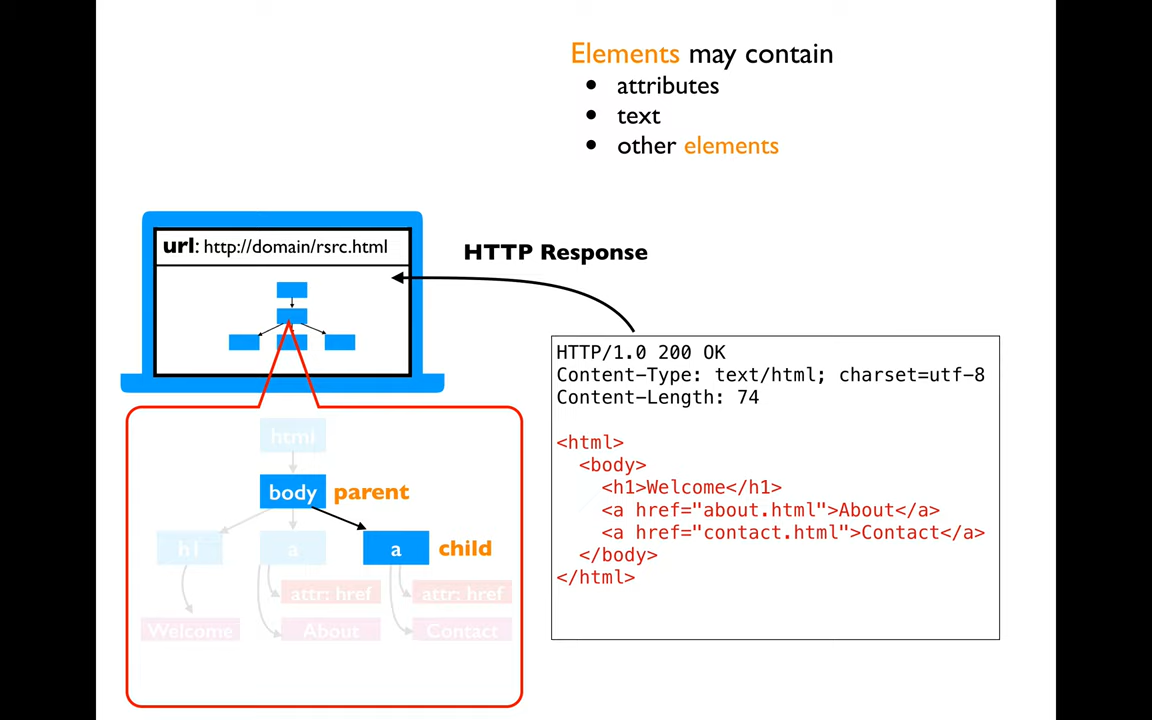 Elements may contain
• attributes
• text
• other elements
url: http://domain/rsrc.html
HTTP Response
HTTP/1.0 200 OK
Content-Type: text/html; charset=utf-8
Content-Length: 74
<html>
<body>
<h1>Welcome</h1>
<a href="about.html">About</a>
<a href="contact.html">Contact</a>
</body>
</html>
html
body parent
h1 a a child
attr: href attr: href
Welcome About Contact